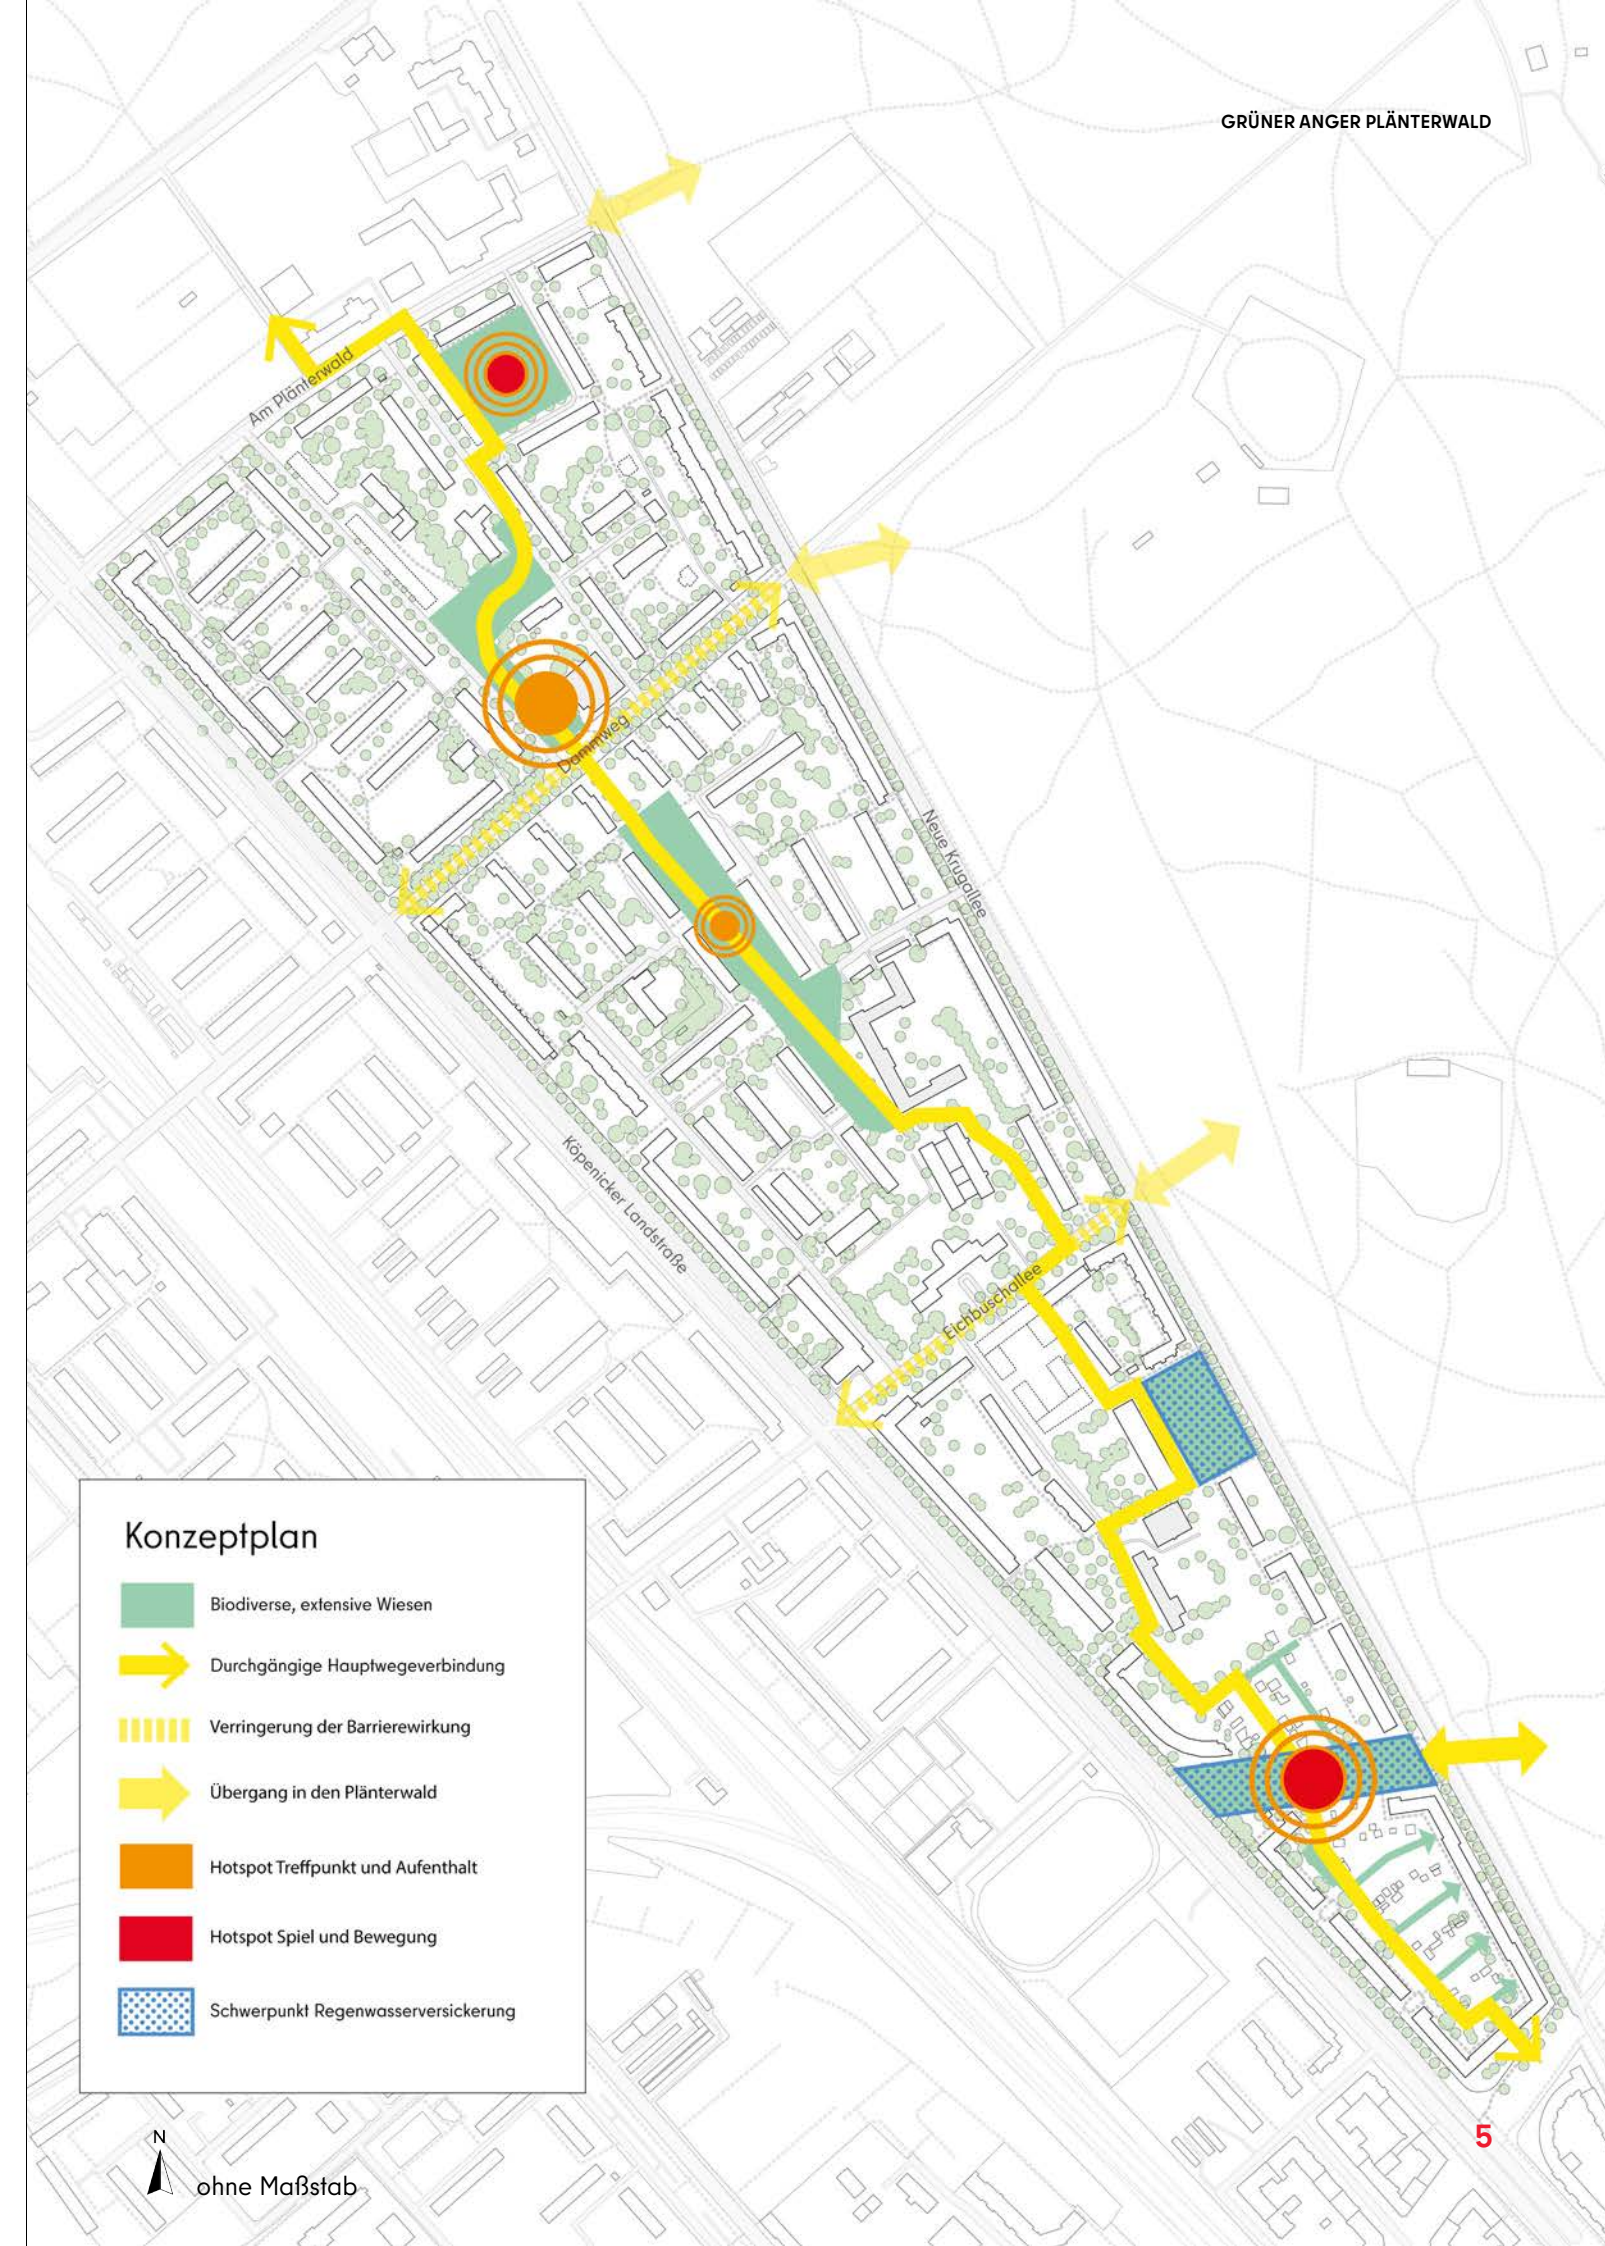 GRÜNER ANGER PLÄNTERWALD
Am Plänterwald
Dammweg
Neue Krugallee
Köpenicker Landstraße
Eichbuschallee
Konzeptplan
Biodiverse, extensive Wiesen
Durchgängige Hauptwegeverbindung
Verringerung der Barrierewirkung
Übergang in den Plänterwald
Hotspot Treffpunkt und Aufenthalt
Hotspot Spiel und Bewegung
Schwerpunkt Regenwasserversickerung
N
ohne Maßstab
5